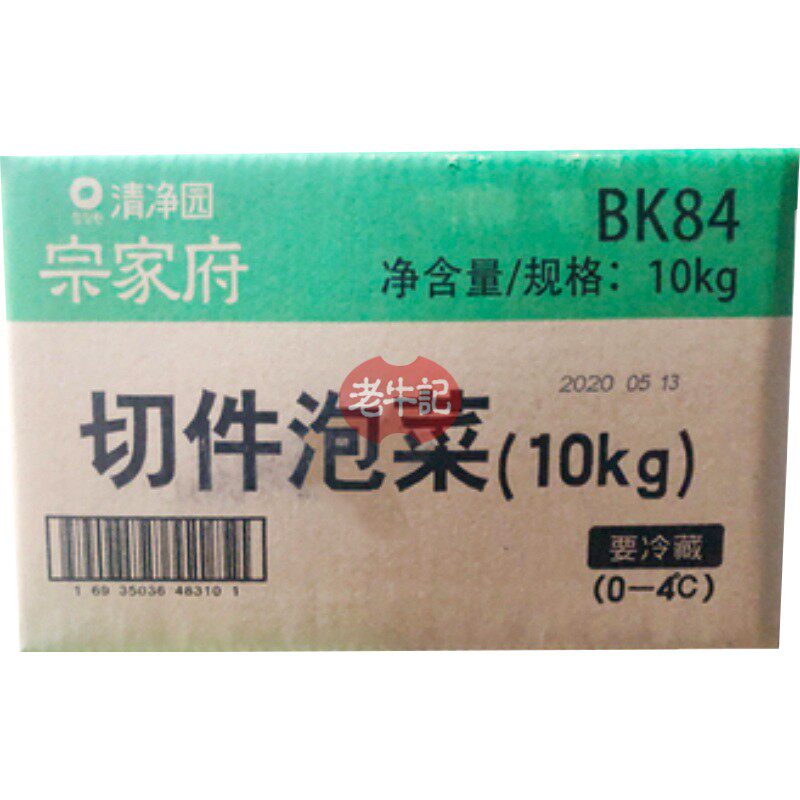 清净园
宗家府
BK84
净含量/规格：10kg
老牛記
2020 05 13
切件泡菜(10kg)
1 69 35036 48310 1
要冷藏
(0-4℃)